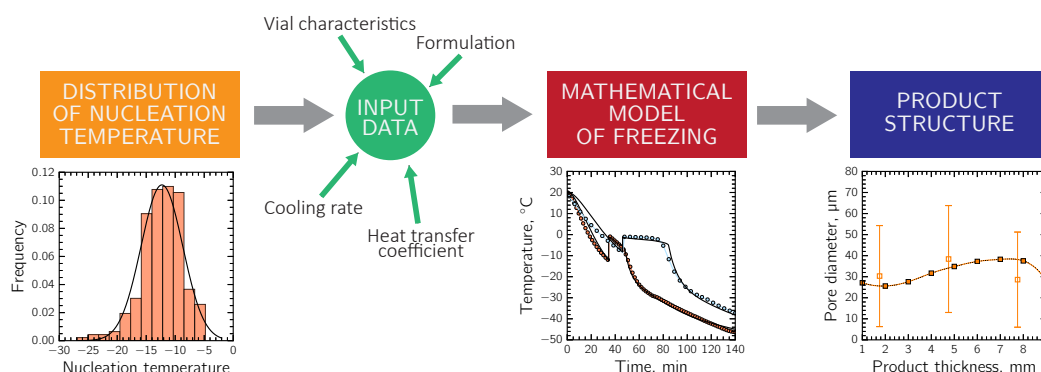 Vial characteristics
Formulation
DISTRIBUTION
OF NUCLEATION
TEMPERATURE
INPUT
DATA
MATHEMATICAL
MODEL
OF FREEZING
PRODUCT
STRUCTURE
Cooling rate
Heat transfer
coefficient
Frequency
0.12
0.10
0.08
0.06
0.04
0.02
0.00
−30 −25 −20 −15 −10 −5 0
Nucleation temperature
Temperature, °C
30
20
10
0
−10
−20
−30
−40
−50
0 20 40 60 80 100 120 140
Time, min
Pore diameter, µm
80
70
60
50
40
30
20
10
0
1 2 3 4 5 6 7 8
Product thickness, mm